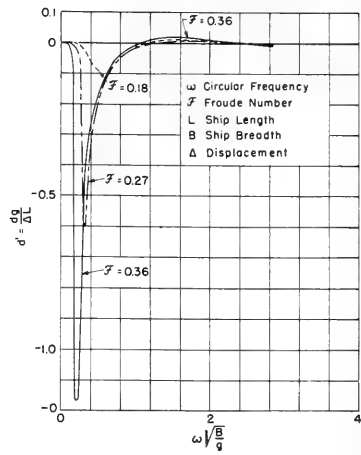 0.1
0
-0.5
-1.0
-0
d' = dg/ΔL
ℱ = 0.36
ℱ = 0.18
ω Circular Frequency
ℱ Froude Number
L Ship Length
B Ship Breadth
Δ Displacement
ℱ = 0.27
ℱ = 0.36
0
2
4
ω√B/g